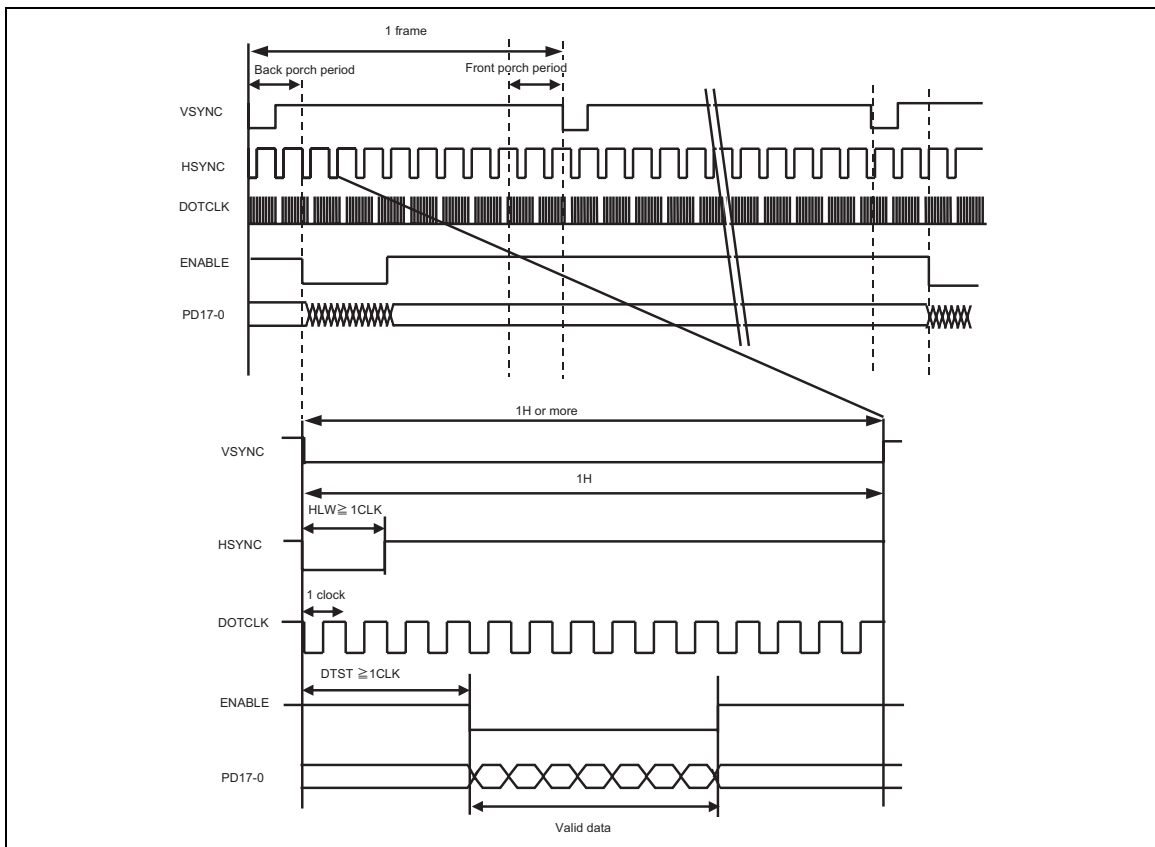 1 frame
Back porch period
Front porch period
VSYNC
HSYNC
DOTCLK
ENABLE
PD17-0
1H or more
VSYNC
1H
HLW≧ 1CLK
HSYNC
1 clock
DOTCLK
DTST ≧1CLK
ENABLE
PD17-0
Valid data